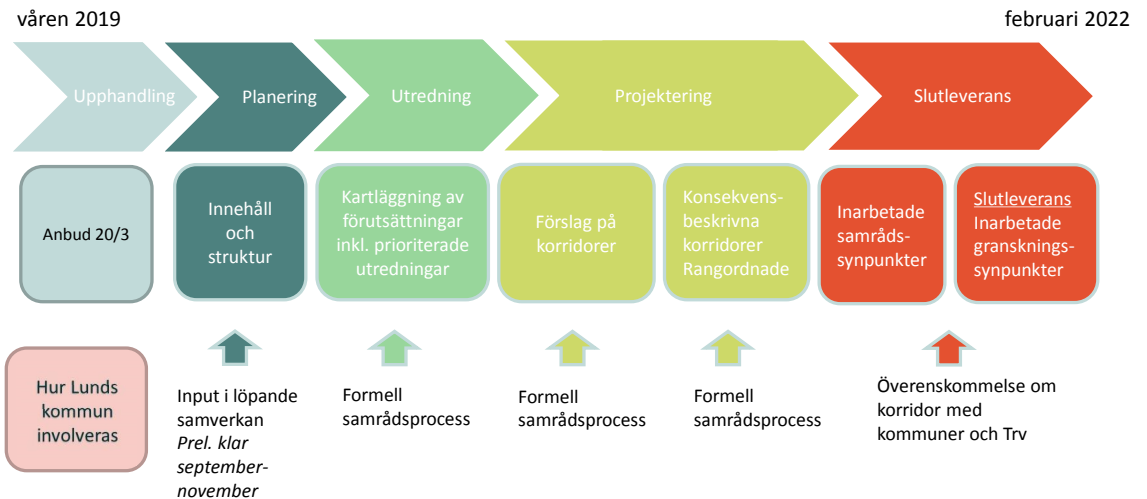 våren 2019
februari 2022
Upphandling
Planering
Utredning
Projektering
Slutleverans
Anbud 20/3
Innehåll
och
struktur
Kartläggning av
förutsättningar
inkl. prioriterade
utredningar
Förslag på
korridorer
Konsekvens-
beskrivna
korridorer
Rangordnade
Inarbetade
samråds-
synpunkter
Slutleverans
Inarbetade
gransknings-
synpunkter
Hur Lunds
kommun
involveras
Input i löpande
samverkan
Prel. klar
september-
november
Formell
samrådsprocess
Formell
samrådsprocess
Formell
samrådsprocess
Överenskommelse om
korridor med
kommuner och Trv